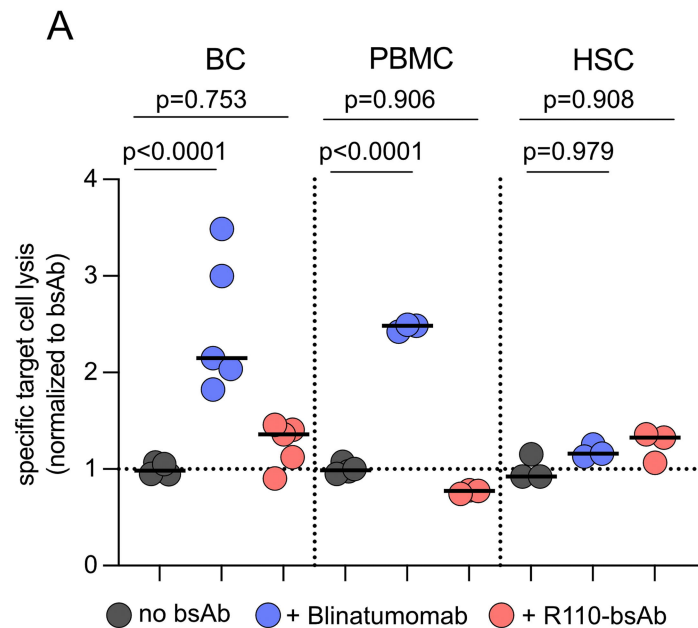 A
BC PBMC HSC
p=0.753 p=0.906 p=0.908
p<0.0001 p<0.0001 p=0.979
specific target cell lysis
(normalized to bsAb)
4
3
2
1
0
no bsAb + Blinatumomab + R110-bsAb